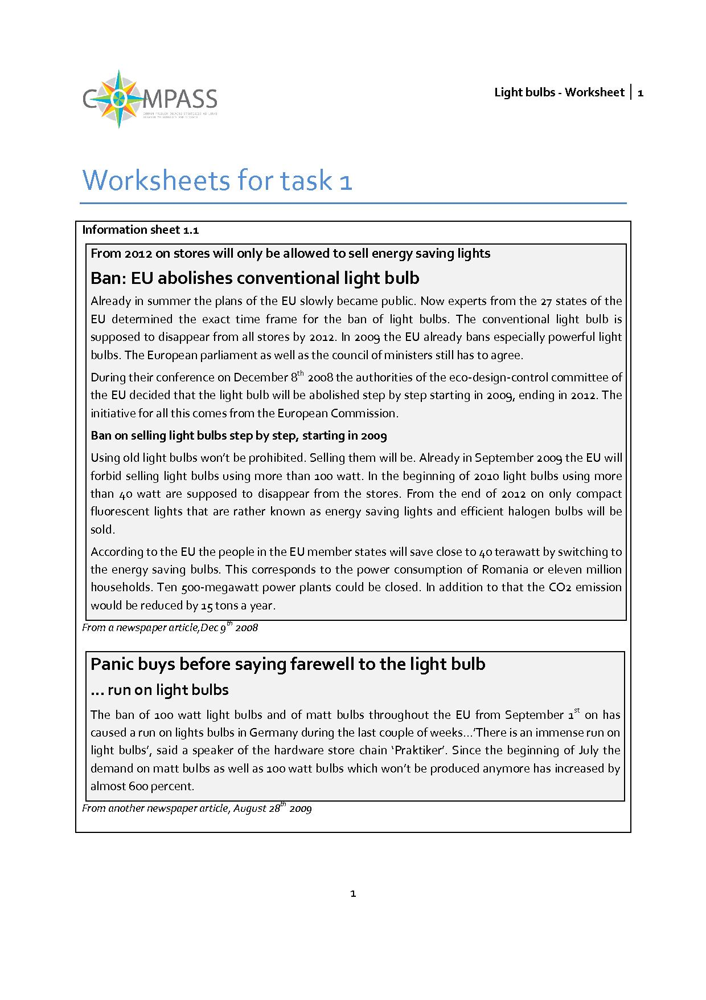 COMPASS
COMMON PROBLEM SOLVING STRATEGIES AS LINKS
BETWEEN MATHEMATICS AND SCIENCE
Light bulbs - Worksheet | 1
Worksheets for task 1
Information sheet 1.1
From 2012 on stores will only be allowed to sell energy saving lights
Ban: EU abolishes conventional light bulb
Already in summer the plans of the EU slowly became public. Now experts from the 27 states of the
EU determined the exact time frame for the ban of light bulbs. The conventional light bulb is
supposed to disappear from all stores by 2012. In 2009 the EU already bans especially powerful light
bulbs. The European parliament as well as the council of ministers still has to agree.
During their conference on December 8th 2008 the authorities of the eco-design-control committee of
the EU decided that the light bulb will be abolished step by step starting in 2009, ending in 2012. The
initiative for all this comes from the European Commission.
Ban on selling light bulbs step by step, starting in 2009
Using old light bulbs won't be prohibited. Selling them will be. Already in September 2009 the EU will
forbid selling light bulbs using more than 100 watt. In the beginning of 2010 light bulbs using more
than 40 watt are supposed to disappear from the stores. From the end of 2012 on only compact
fluorescent lights that are rather known as energy saving lights and efficient halogen bulbs will be
sold.
According to the EU the people in the EU member states will save close to 40 terawatt by switching to
the energy saving bulbs. This corresponds to the power consumption of Romania or eleven million
households. Ten 500-megawatt power plants could be closed. In addition to that the CO2 emission
would be reduced by 15 tons a year.
From a newspaper article,Dec 9th 2008
Panic buys before saying farewell to the light bulb
... run on light bulbs
The ban of 100 watt light bulbs and of matt bulbs throughout the EU from September 1st on has
caused a run on lights bulbs in Germany during the last couple of weeks...'There is an immense run on
light bulbs', said a speaker of the hardware store chain 'Praktiker'. Since the beginning of July the
demand on matt bulbs as well as 100 watt bulbs which won't be produced anymore has increased by
almost 600 percent.
From another newspaper article, August 28th 2009
1